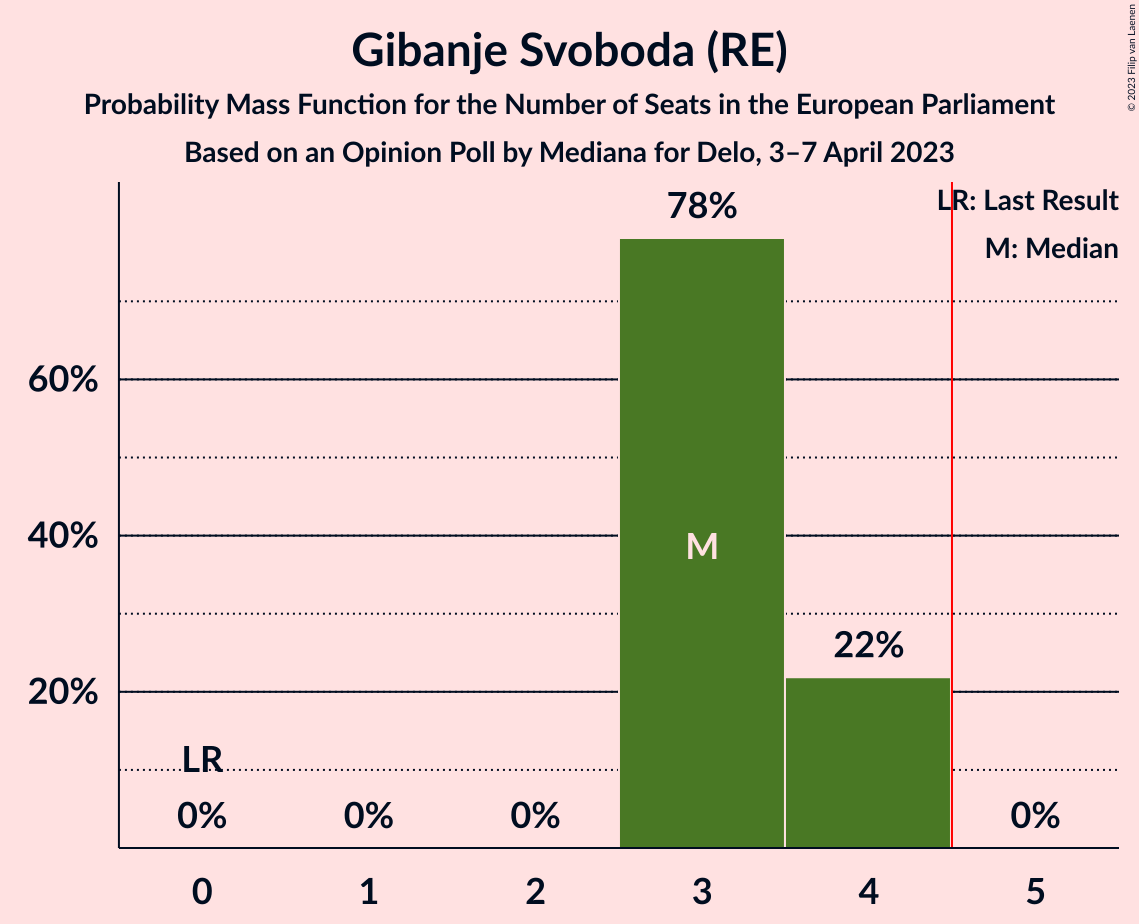 Gibanje Svoboda (RE)
Probability Mass Function for the Number of Seats in the European Parliament
Based on an Opinion Poll by Mediana for Delo, 3–7 April 2023
© 2023 Filip van Laenen
LR: Last Result
M: Median
78%
60%
40%
M
22%
20%
LR
0%
0%
0%
0%
0
1
2
3
4
5